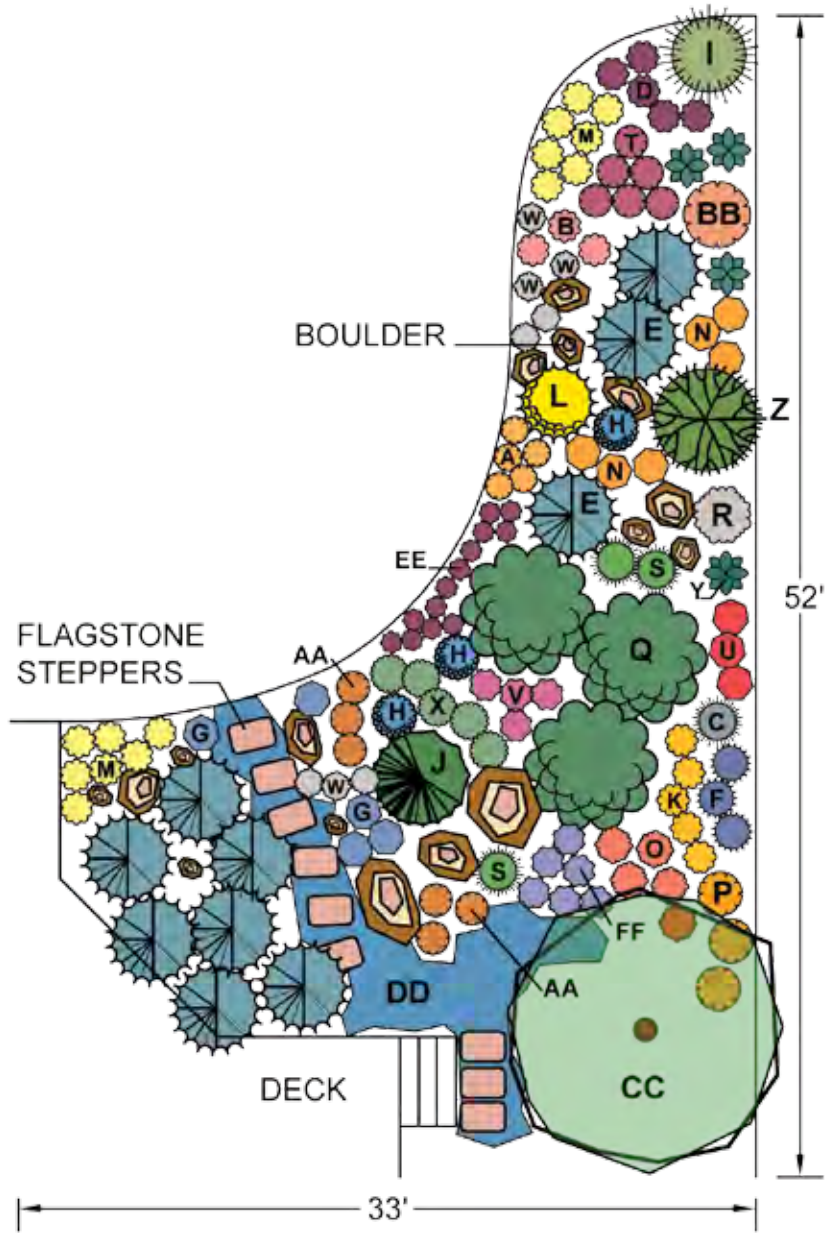 I
D
M
T
BB
W
B
W
W
E
N
BOULDER
L
Z
H
A
N
E
R
S
EE
Y
52'
FLAGSTONE
STEPPERS
AA
H
Q
U
V
H
X
C
G
M
J
W
K
F
G
O
S
P
FF
AA
DD
DECK
CC
33'